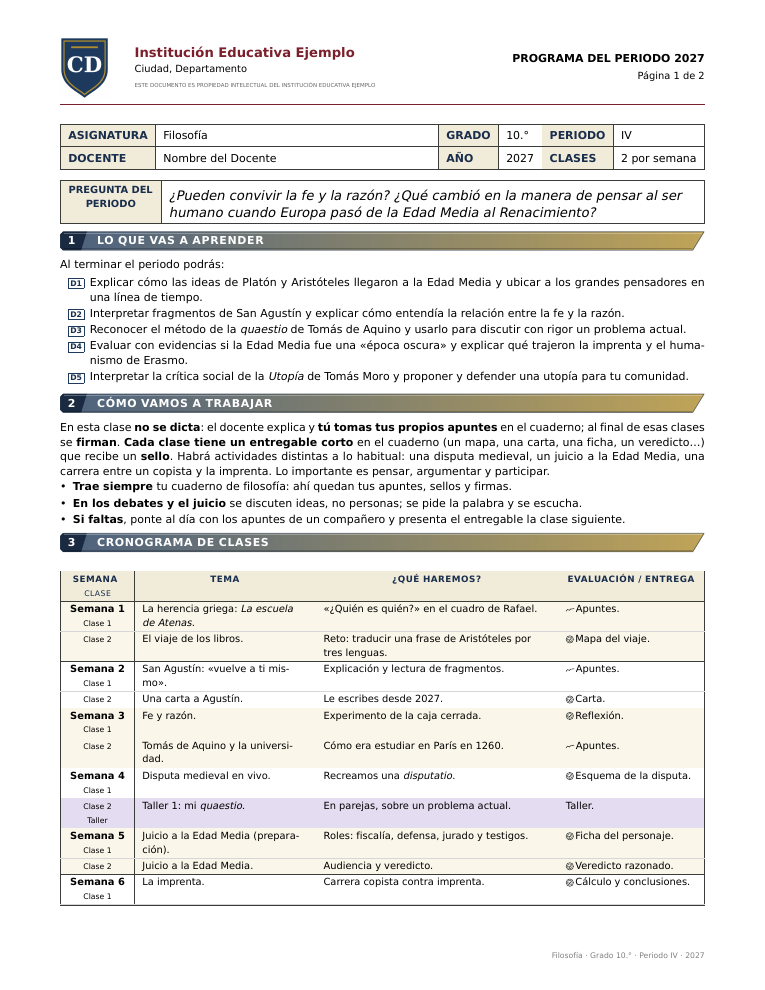 CD
Institución Educativa Ejemplo
Ciudad, Departamento
ESTE DOCUMENTO ES PROPIEDAD INTELECTUAL DEL INSTITUCIÓN EDUCATIVA EJEMPLO
PROGRAMA DEL PERIODO 2027
Página 1 de 2
ASIGNATURA Filosofía GRADO 10.° PERIODO IV
DOCENTE Nombre del Docente AÑO 2027 CLASES 2 por semana
PREGUNTA DEL
PERIODO
¿Pueden convivir la fe y la razón? ¿Qué cambió en la manera de pensar al ser
humano cuando Europa pasó de la Edad Media al Renacimiento?
1 LO QUE VAS A APRENDER
Al terminar el periodo podrás:
D1 Explicar cómo las ideas de Platón y Aristóteles llegaron a la Edad Media y ubicar a los grandes pensadores en
una línea de tiempo.
D2 Interpretar fragmentos de San Agustín y explicar cómo entendía la relación entre la fe y la razón.
D3 Reconocer el método de la quaestio de Tomás de Aquino y usarlo para discutir con rigor un problema actual.
D4 Evaluar con evidencias si la Edad Media fue una «época oscura» y explicar qué trajeron la imprenta y el huma-
nismo de Erasmo.
D5 Interpretar la crítica social de la Utopía de Tomás Moro y proponer y defender una utopía para tu comunidad.
2 CÓMO VAMOS A TRABAJAR
En esta clase no se dicta: el docente explica y tú tomas tus propios apuntes en el cuaderno; al final de esas clases
se firman. Cada clase tiene un entregable corto en el cuaderno (un mapa, una carta, una ficha, un veredicto...)
que recibe un sello. Habrá actividades distintas a lo habitual: una disputa medieval, un juicio a la Edad Media, una
carrera entre un copista y la imprenta. Lo importante es pensar, argumentar y participar.
• Trae siempre tu cuaderno de filosofía: ahí quedan tus apuntes, sellos y firmas.
• En los debates y el juicio se discuten ideas, no personas; se pide la palabra y se escucha.
• Si faltas, ponte al día con los apuntes de un compañero y presenta el entregable la clase siguiente.
3 CRONOGRAMA DE CLASES
SEMANA TEMA ¿QUÉ HAREMOS? EVALUACIÓN / ENTREGA
CLASE
Semana 1 La herencia griega: La escuela «¿Quién es quién?» en el cuadro de Rafael. Apuntes.
Clase 1 de Atenas.
Clase 2 El viaje de los libros. Reto: traducir una frase de Aristóteles por Mapa del viaje.
tres lenguas.
Semana 2 San Agustín: «vuelve a ti mis- Explicación y lectura de fragmentos. Apuntes.
Clase 1 mo».
Clase 2 Una carta a Agustín. Le escribes desde 2027. Carta.
Semana 3 Fe y razón. Experimento de la caja cerrada. Reflexión.
Clase 1
Clase 2 Tomás de Aquino y la universi- Cómo era estudiar en París en 1260. Apuntes.
dad.
Semana 4 Disputa medieval en vivo. Recreamos una disputatio. Esquema de la disputa.
Clase 1
Clase 2 Taller 1: mi quaestio. En parejas, sobre un problema actual. Taller.
Taller
Semana 5 Juicio a la Edad Media (prepara- Roles: fiscalía, defensa, jurado y testigos. Ficha del personaje.
Clase 1 ción).
Clase 2 Juicio a la Edad Media. Audiencia y veredicto. Veredicto razonado.
Semana 6 La imprenta. Carrera copista contra imprenta. Cálculo y conclusiones.
Clase 1
Filosofía · Grado 10.° · Periodo IV · 2027